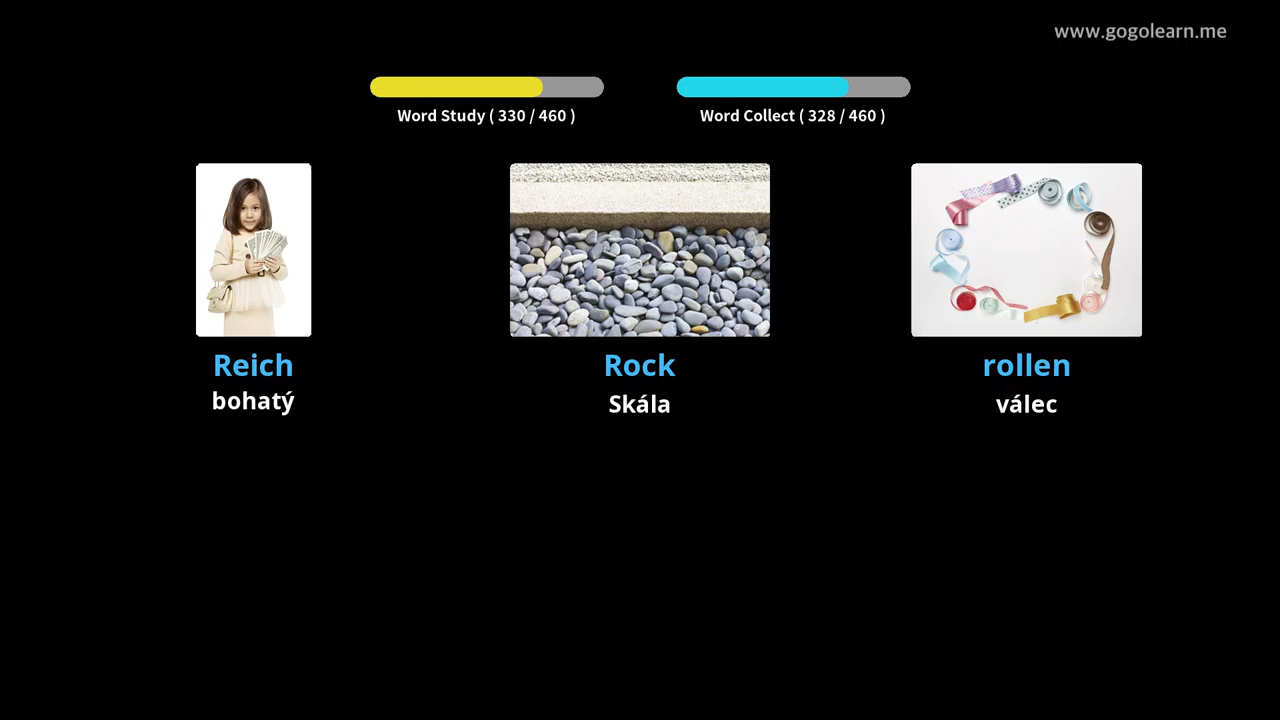 www.gogolearn.me
Word Study ( 330 / 460 )
Word Collect ( 328 / 460 )
Reich
bohatý
Rock
Skála
rollen
válec